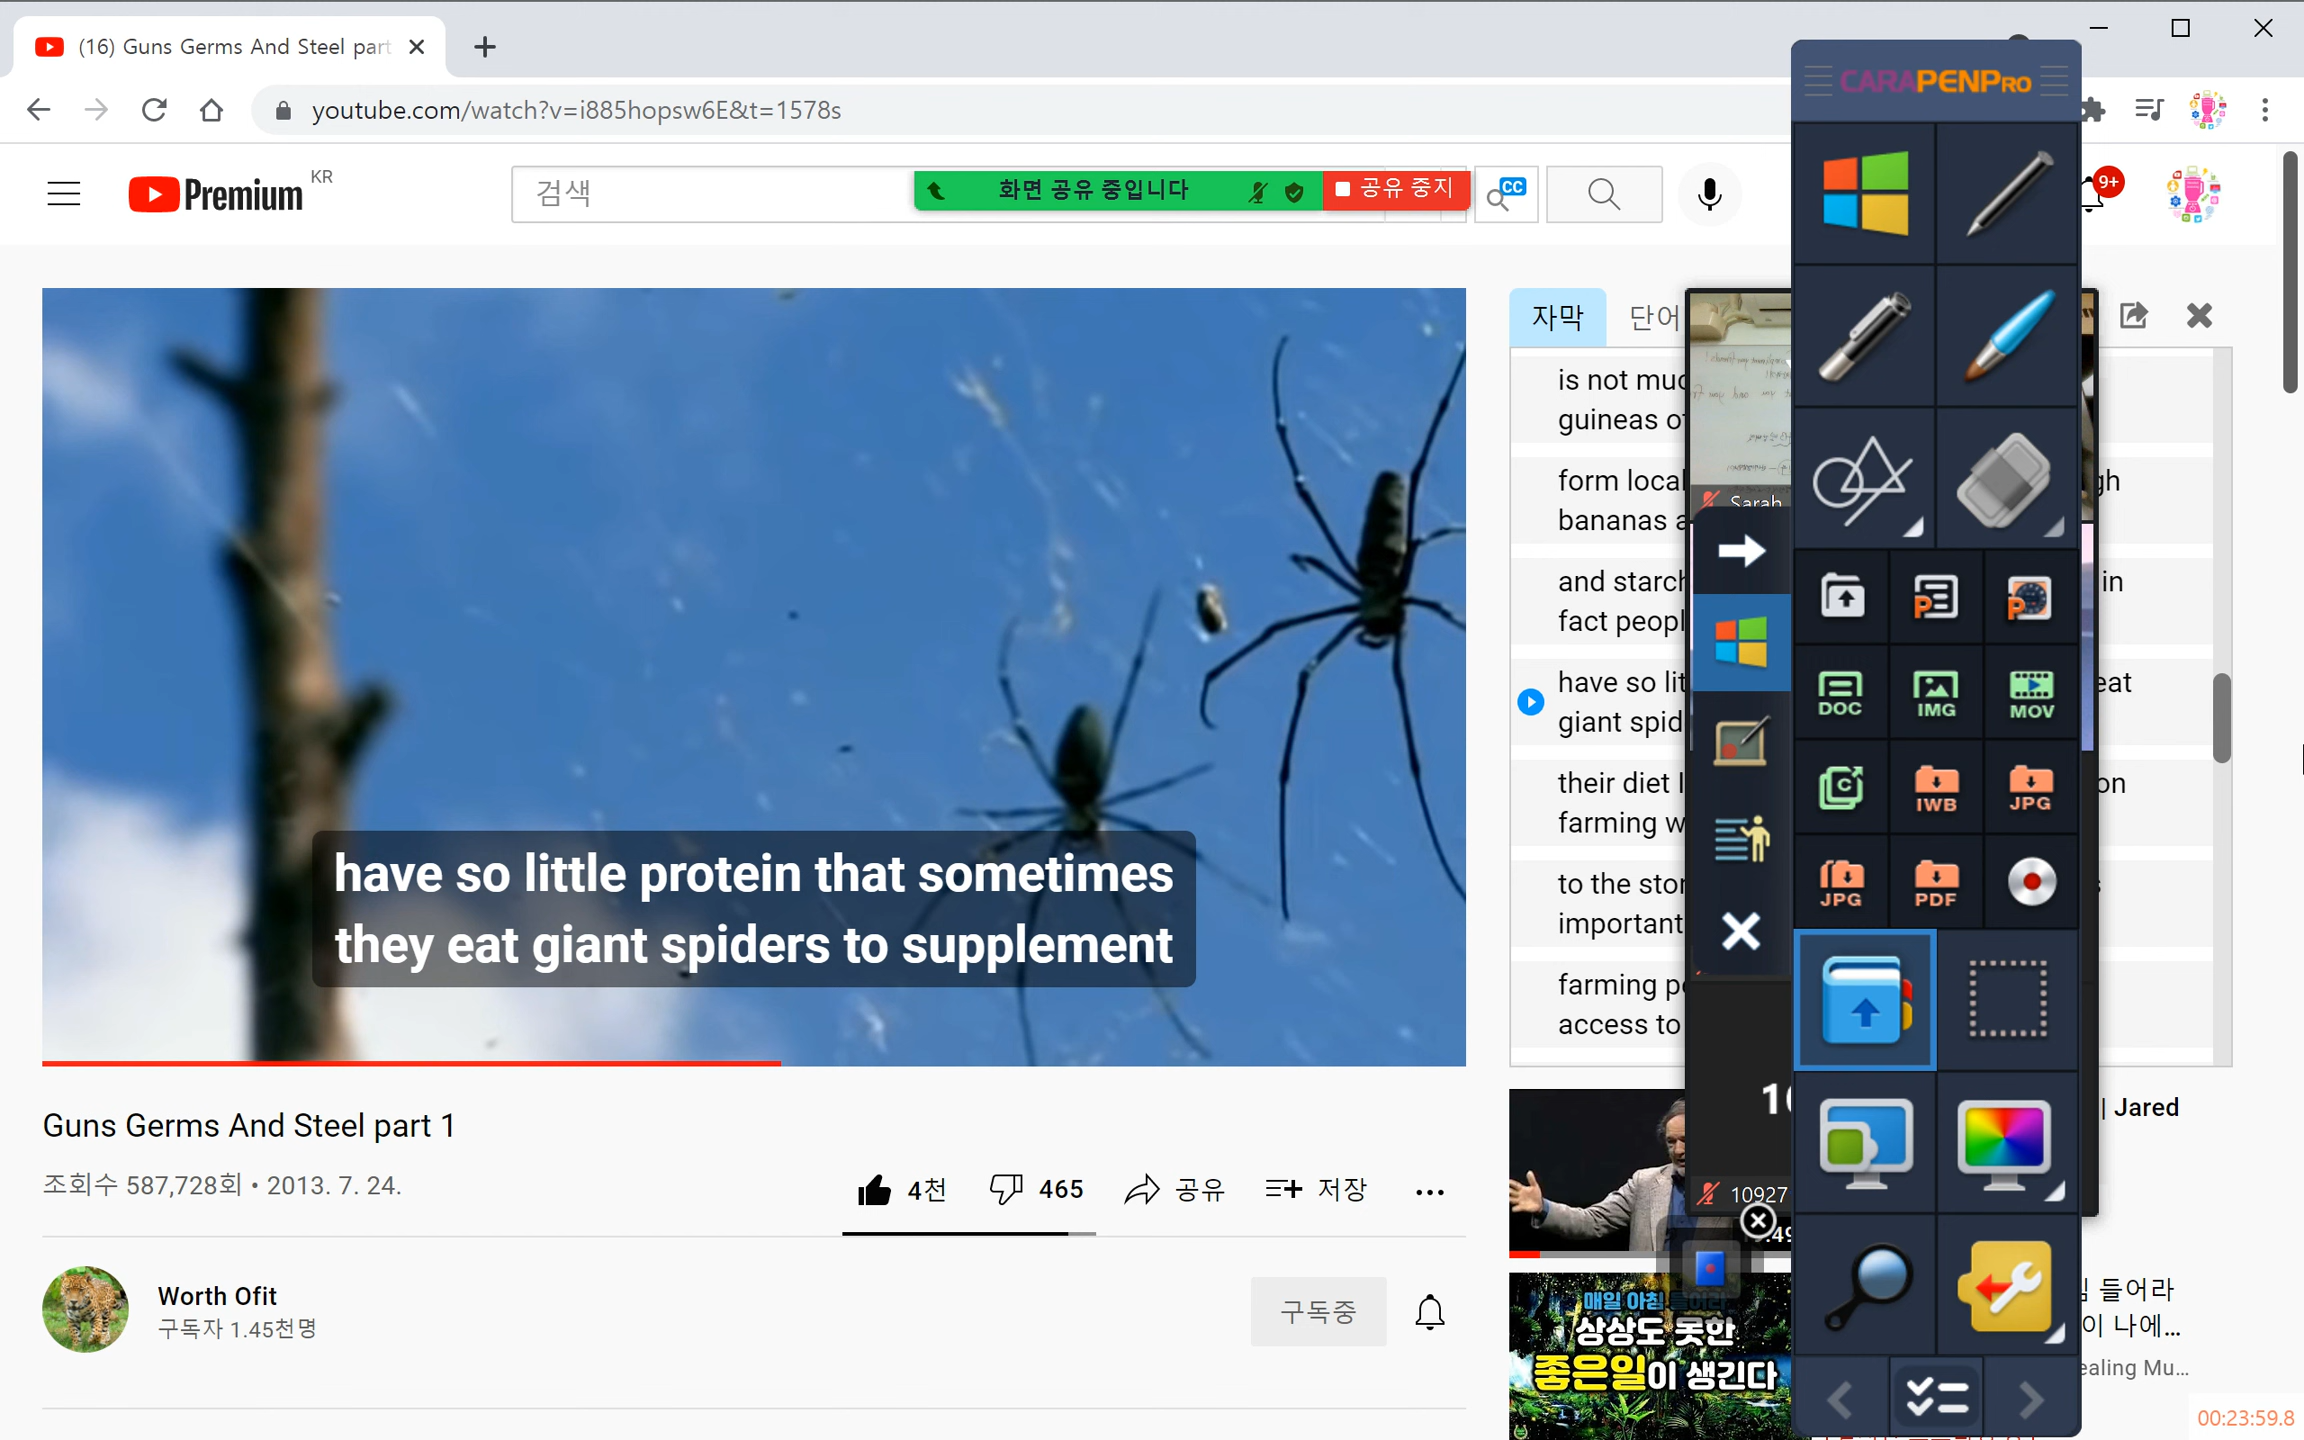 (16) Guns Germs And Steel part
youtube.com/watch?v=i885hopsw6E&t=1578s
CARAPENPRO
Premium KR
검색
화면 공유 중입니다
공유 중지
CC
9+
have so little protein that sometimes
they eat giant spiders to supplement
자막 단어
is not
guineas
form local gh
bananas
and in
fact
have so eat
giant
their diet on
farming
to the
important
farming
access to
Sarah
10927
DOC IMG MOV
IWB JPG
JPG PDF
Guns Germs And Steel part 1
조회수 587,728회 • 2013. 7. 24.
4천 465 공유 저장
Worth Ofit
구독자 1.45천명
구독중
| Jared
매일 아침 들어라
상상도 못한
좋은일이 생긴다
들어라
이 나에...
ealing Mu...
00:23:59.8